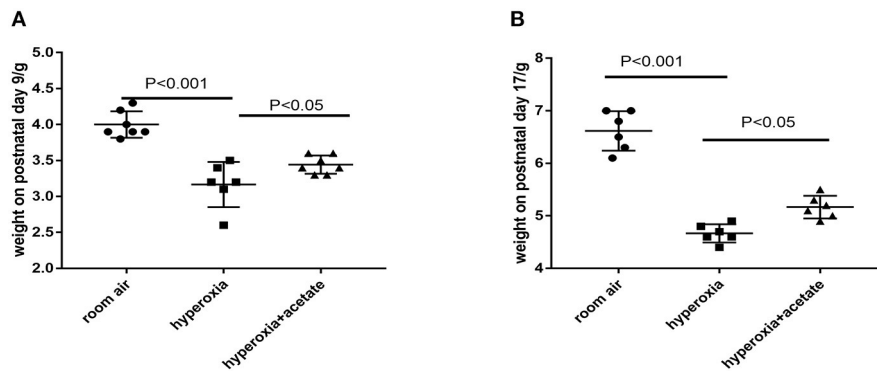 A
weight on postnatal day 9/g
5.0
4.5
4.0
3.5
3.0
2.5
2.0
P<0.001
P<0.05
room air
hyperoxia
hyperoxia+acetate
B
weight on postnatal day 17/g
8
7
6
5
4
P<0.001
P<0.05
room air
hyperoxia
hyperoxia+acetate